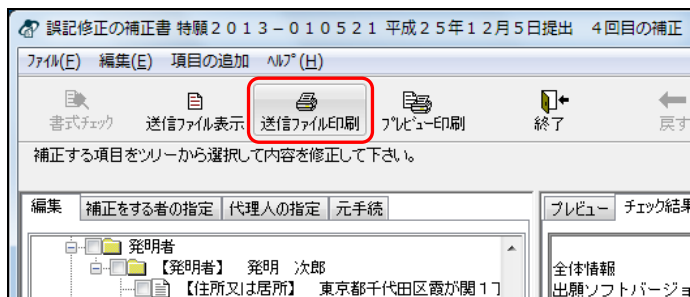 誤記修正の補正書 特願２０１３－０１０５２１ 平成２５年１２月５日提出　４回目の補正
ﾌｧｲﾙ(F)　編集(E)　項目の追加　ﾍﾙﾌﾟ(H)
書式ﾁｪｯｸ　送信ﾌｧｲﾙ表示　送信ﾌｧｲﾙ印刷　ﾌﾟﾚﾋﾞｭｰ印刷　終了　戻す
補正する項目をツリーから選択して内容を修正して下さい。
編集　補正をする者の指定　代理人の指定　元手続　プレビュー　チェック結果
発明者
【発明者】　発明　次郎
全体情報
【住所又は居所】　東京都千代田区霞が関１丁
出願ソフトバージョ